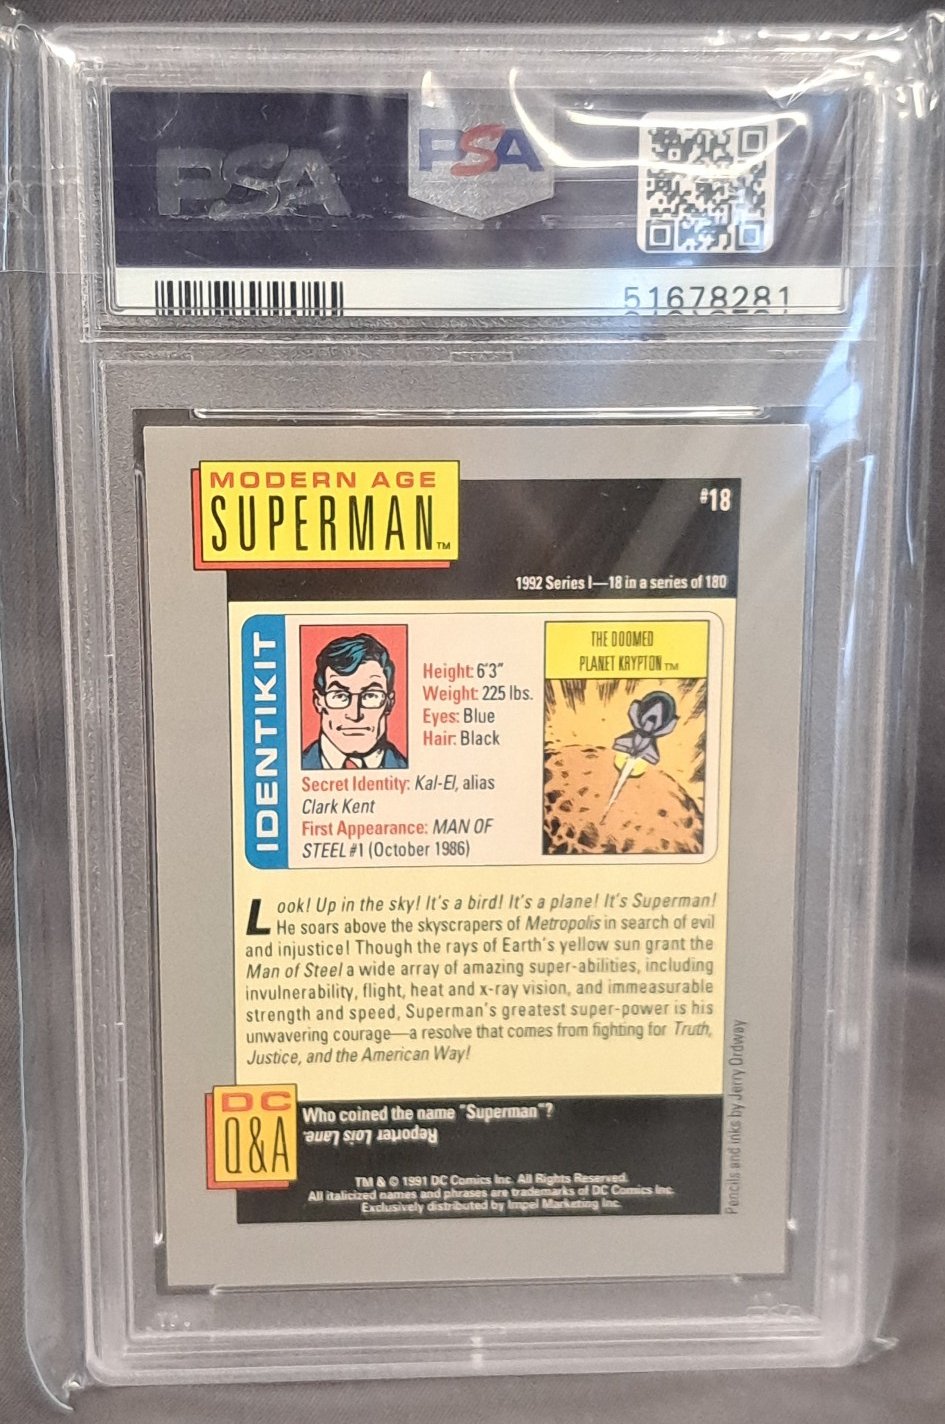 PSA
PSA
51678281
MODERN AGE
SUPERMAN™
#18
1992 Series I—18 in a series of 180
IDENTIKIT
Height: 6'3"
Weight: 225 lbs.
Eyes: Blue
Hair: Black
Secret Identity: Kal-El, alias
Clark Kent
First Appearance: MAN OF
STEEL #1 (October 1986)
THE DOOMED
PLANET KRYPTON™
Look! Up in the sky! It's a bird! It's a plane! It's Superman!
He soars above the skyscrapers of Metropolis in search of evil
and injustice! Though the rays of Earth's yellow sun grant the
Man of Steel a wide array of amazing super-abilities, including
invulnerability, flight, heat and x-ray vision, and immeasurable
strength and speed, Superman's greatest super-power is his
unwavering courage—a resolve that comes from fighting for Truth,
Justice, and the American Way!
DC
Q&A
Who coined the name "Superman"?
Reporter Lois Lane.
TM & © 1991 DC Comics Inc. All Rights Reserved.
All italicized names and phrases are trademarks of DC Comics Inc.
Exclusively distributed by Impel Marketing Inc.
Pencils and inks by Jerry Ordway